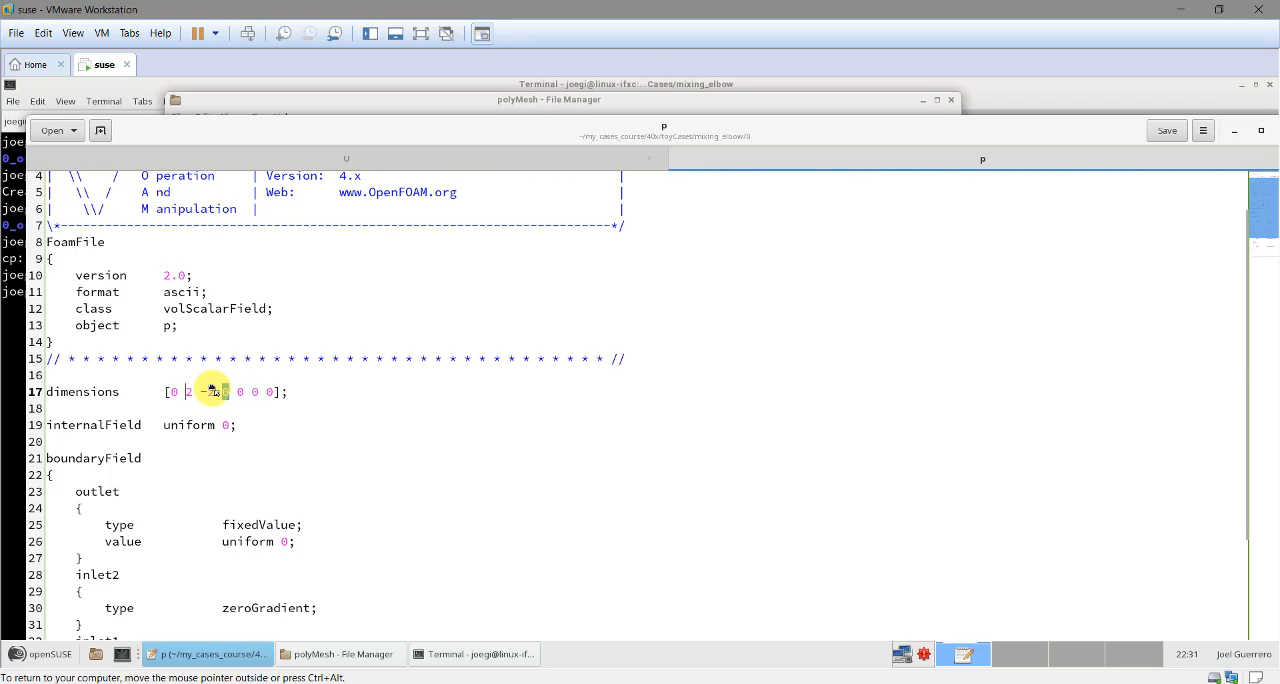 suse - VMware Workstation
File Edit View VM Tabs Help
Home suse
Terminal - joegi@linux-ifxc:...Cases/mixing_elbow
File Edit View Terminal Tabs
polyMesh - File Manager
Open p Save
~/my_cases_course/40x/toyCases/mixing_elbow/0
U p
4 | \\ / O peration | Version: 4.x |
5 | \\ / A nd | Web: www.OpenFOAM.org |
6 | \\/ M anipulation | |
7 \*---------------------------------------------------------------------------*/
8 FoamFile
9 {
10 version 2.0;
11 format ascii;
12 class volScalarField;
13 object p;
14 }
15 // * * * * * * * * * * * * * * * * * * * * * * * * * * * * * * * * * * * * * //
16
17 dimensions [0 2 -2 0 0 0 0];
18
19 internalField uniform 0;
20
21 boundaryField
22 {
23 outlet
24 {
25 type fixedValue;
26 value uniform 0;
27 }
28 inlet2
29 {
30 type zeroGradient;
31 }
openSUSE p (~/my_cases_course/4... polyMesh - File Manager Terminal - joegi@linux-if... 22:31 Joel Guerrero
To return to your computer, move the mouse pointer outside or press Ctrl+Alt.